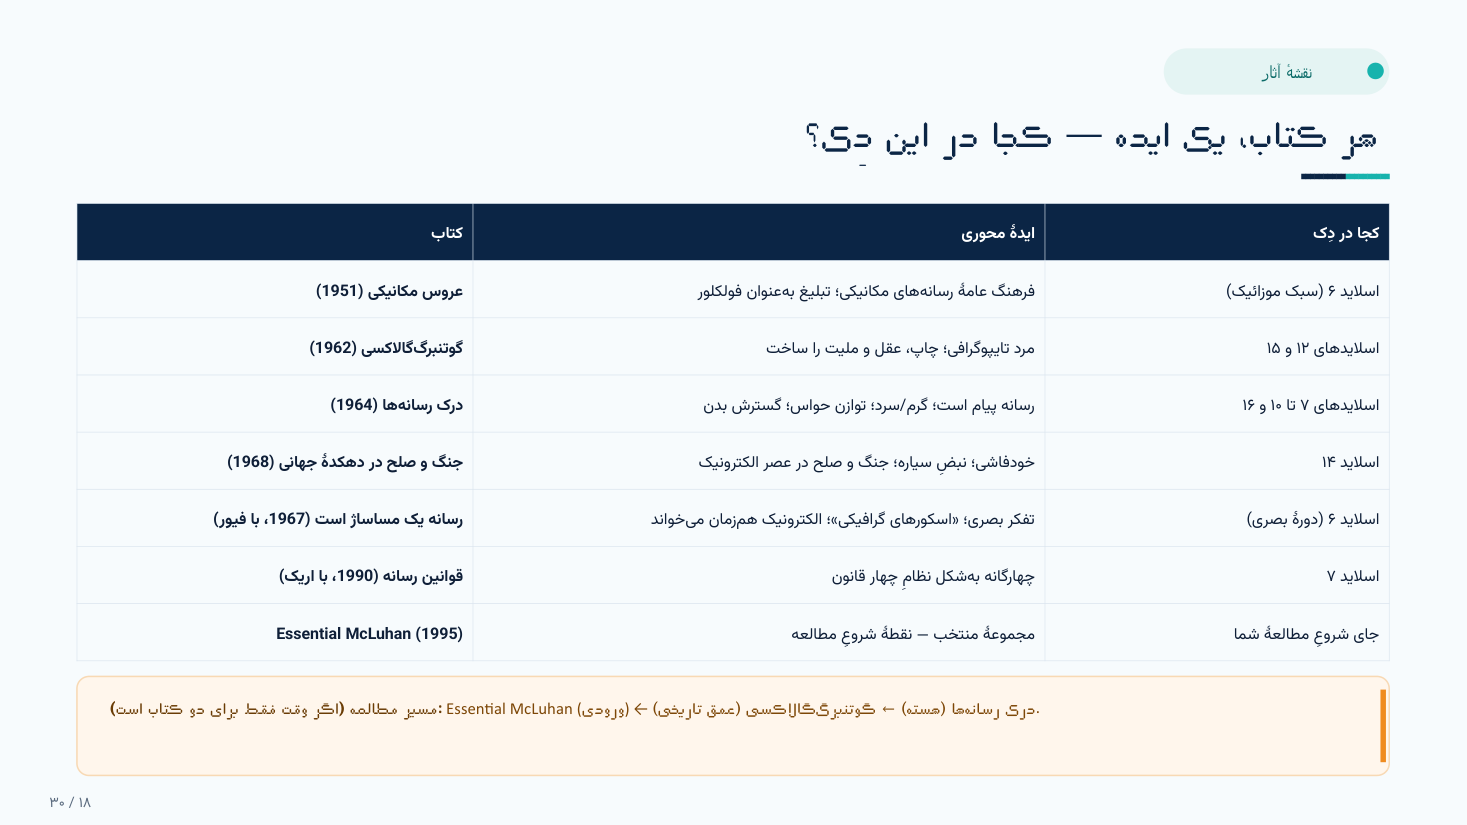 نقشهٔ آثار
هر کتاب، یک ایده — کجا در این دِی؟
کجا در دِک	ایدهٔ محوری	کتاب
اسلاید ۶ (سبک موزائیک)	فرهنگ عامهٔ رسانه‌های مکانیکی؛ تبلیغ به‌عنوان فولکلور	عروس مکانیکی (1951)
اسلایدهای ۱۲ و ۱۵	مرد تایپوگرافی؛ چاپ، عقل و ملیت را ساخت	گوتنبرگ‌گالاکسی (1962)
اسلایدهای ۷ تا ۱۰ و ۱۶	رسانه پیام است؛ گرم/سرد؛ توازن حواس؛ گسترش بدن	درک رسانه‌ها (1964)
اسلاید ۱۴	خودفاشی؛ نبضِ سیاره؛ جنگ و صلح در عصر الکترونیک	جنگ و صلح در دهکدهٔ جهانی (1968)
اسلاید ۶ (دورهٔ بصری)	تفکر بصری؛ «اسکورهای گرافیکی»؛ الکترونیک هم‌زمان می‌خواند	رسانه یک مساساژ است (1967، با فیور)
اسلاید ۷	چهارگانه به‌شکل نظامِ چهار قانون	قوانین رسانه (1990، با اریک)
جای شروعِ مطالعهٔ شما	مجموعهٔ منتخب — نقطهٔ شروعِ مطالعه	Essential McLuhan (1995)
مسیر مطالعه (اگر وقت فقط برای دو کتاب است): Essential McLuhan (ورودی) ← درک رسانه‌ها (هسته) ← گوتنبرگ‌گالاکسی (عمق تاریخی).
۱۸ / ۳۰